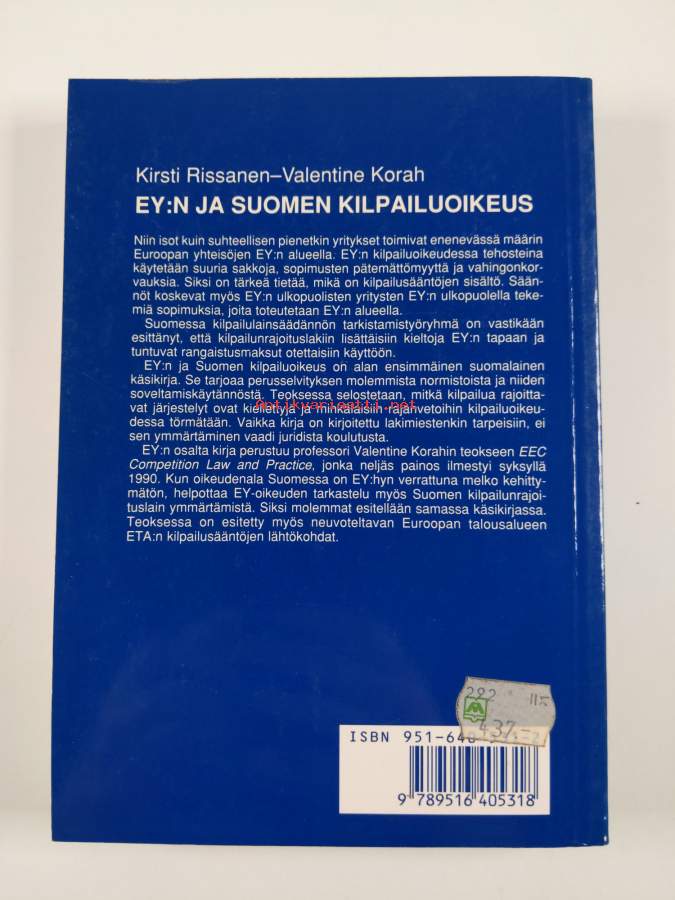 Kirsti Rissanen–Valentine Korah
EY:N JA SUOMEN KILPAILUOIKEUS
Niin isot kuin suhteellisen pienetkin yritykset toimivat enenevässä määrin
Euroopan yhteisöjen EY:n alueella. EY:n kilpailuoikeudessa tehosteina
käytetään suuria sakkoja, sopimusten pätemättömyyttä ja vahingonkor-
vauksia. Siksi on tärkeä tietää, mikä on kilpailusääntöjen sisältö. Sään-
nöt koskevat myös EY:n ulkopuolisten yritysten EY:n ulkopuolella teke-
miä sopimuksia, joita toteutetaan EY:n alueella.
Suomessa kilpailulainsäädännön tarkistamistyöryhmä on vastikään
esittänyt, että kilpailunrajoituslakiin lisättäisiin kieltoja EY:n tapaan ja
tuntuvat rangaistusmaksut otettaisiin käyttöön.
EY:n ja Suomen kilpailuoikeus on alan ensimmäinen suomalainen
käsikirja. Se tarjoaa perusselvityksen molemmista normistoista ja niiden
soveltamiskäytännöstä. Teoksessa selostetaan, mitkä kilpailua rajoitta-
vat järjestelyt ovat kiellettyjä ja minkälaisiin rajanvetoihin kilpailuoikeu-
dessa törmätään. Vaikka kirja on kirjoitettu lakimiestenkin tarpeisiin, ei
sen ymmärtäminen vaadi juridista koulutusta.
EY:n osalta kirja perustuu professori Valentine Korahin teokseen EEC
Competition Law and Practice, jonka neljäs painos ilmestyi syksyllä
1990. Kun oikeudenala Suomessa on EY:hyn verrattuna melko kehitty-
mätön, helpottaa EY-oikeuden tarkastelu myös Suomen kilpailunrajoi-
tuslain ymmärtämistä. Siksi molemmat esitellään samassa käsikirjassa.
Teoksessa on esitetty myös neuvoteltavan Euroopan talousalueen
ETA:n kilpailusääntöjen lähtökohdat.
Antikvariaatti.net
292
437
ISBN 951-640
9 789516 405318